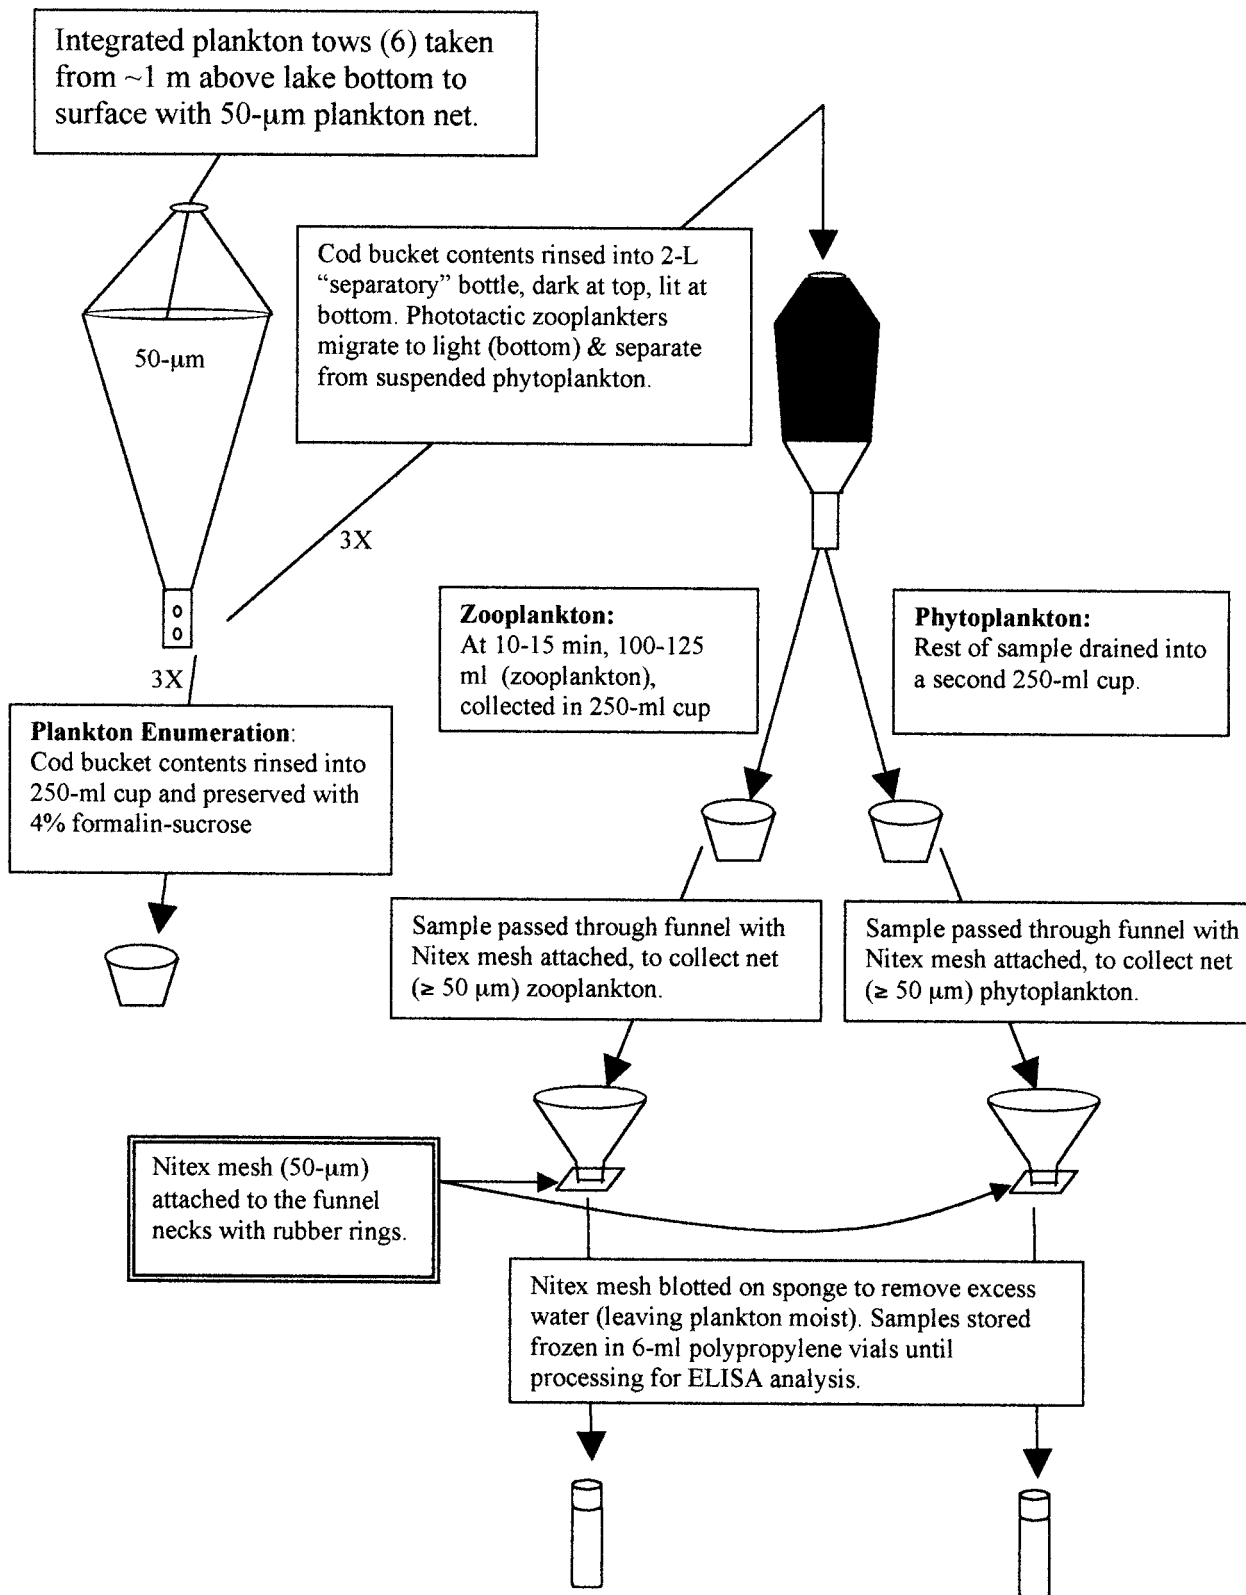 Integrated plankton tows (6) taken
from ~1 m above lake bottom to
surface with 50-μm plankton net.
Cod bucket contents rinsed into 2-L
“separatory” bottle, dark at top, lit at
bottom. Phototactic zooplankters
migrate to light (bottom) & separate
from suspended phytoplankton.
50-μm
3X
3X
Plankton Enumeration:
Cod bucket contents rinsed into
250-ml cup and preserved with
4% formalin-sucrose
Zooplankton:
At 10-15 min, 100-125
ml (zooplankton),
collected in 250-ml cup
Phytoplankton:
Rest of sample drained into
a second 250-ml cup.
Sample passed through funnel with
Nitex mesh attached, to collect net
(≥ 50 μm) zooplankton.
Sample passed through funnel with
Nitex mesh attached, to collect net
(≥ 50 μm) phytoplankton.
Nitex mesh (50-μm)
attached to the funnel
necks with rubber rings.
Nitex mesh blotted on sponge to remove excess
water (leaving plankton moist). Samples stored
frozen in 6-ml polypropylene vials until
processing for ELISA analysis.